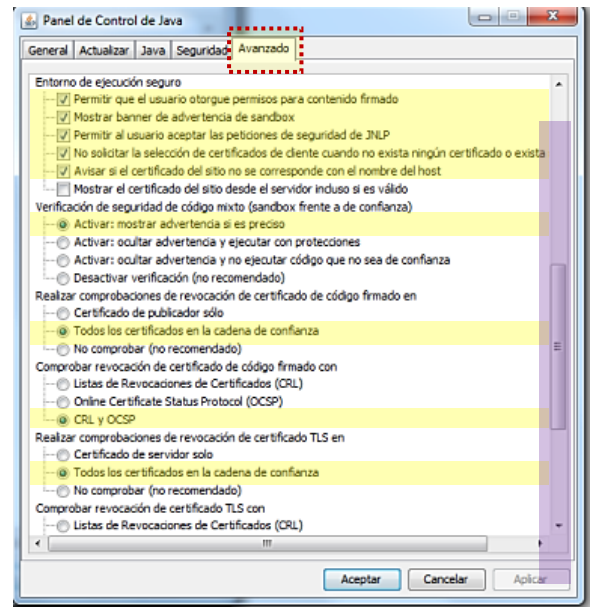 Panel de Control de Java
General Actualizar Java Seguridad Avanzado
Entorno de ejecución seguro
Permitir que el usuario otorgue permisos para contenido firmado
Mostrar banner de advertencia de sandbox
Permitir al usuario aceptar las peticiones de seguridad de JNLP
No solicitar la selección de certificados de cliente cuando no exista ningún certificado o exista
Avisar si el certificado del sitio no se corresponde con el nombre del host
Mostrar el certificado del sitio desde el servidor incluso si es válido
Verificación de seguridad de código mixto (sandbox frente a de confianza)
Activar: mostrar advertencia si es preciso
Activar: ocultar advertencia y ejecutar con protecciones
Activar: ocultar advertencia y no ejecutar código que no sea de confianza
Desactivar verificación (no recomendado)
Realizar comprobaciones de revocación de certificado de código firmado en
Certificado de publicador sólo
Todos los certificados en la cadena de confianza
No comprobar (no recomendado)
Comprobar revocación de certificado de código firmado con
Listas de Revocaciones de Certificados (CRL)
Online Certificate Status Protocol (OCSP)
CRL y OCSP
Realizar comprobaciones de revocación de certificado TLS en
Certificado de servidor solo
Todos los certificados en la cadena de confianza
No comprobar (no recomendado)
Comprobar revocación de certificado TLS con
Listas de Revocaciones de Certificados (CRL)
Aceptar Cancelar Aplicar